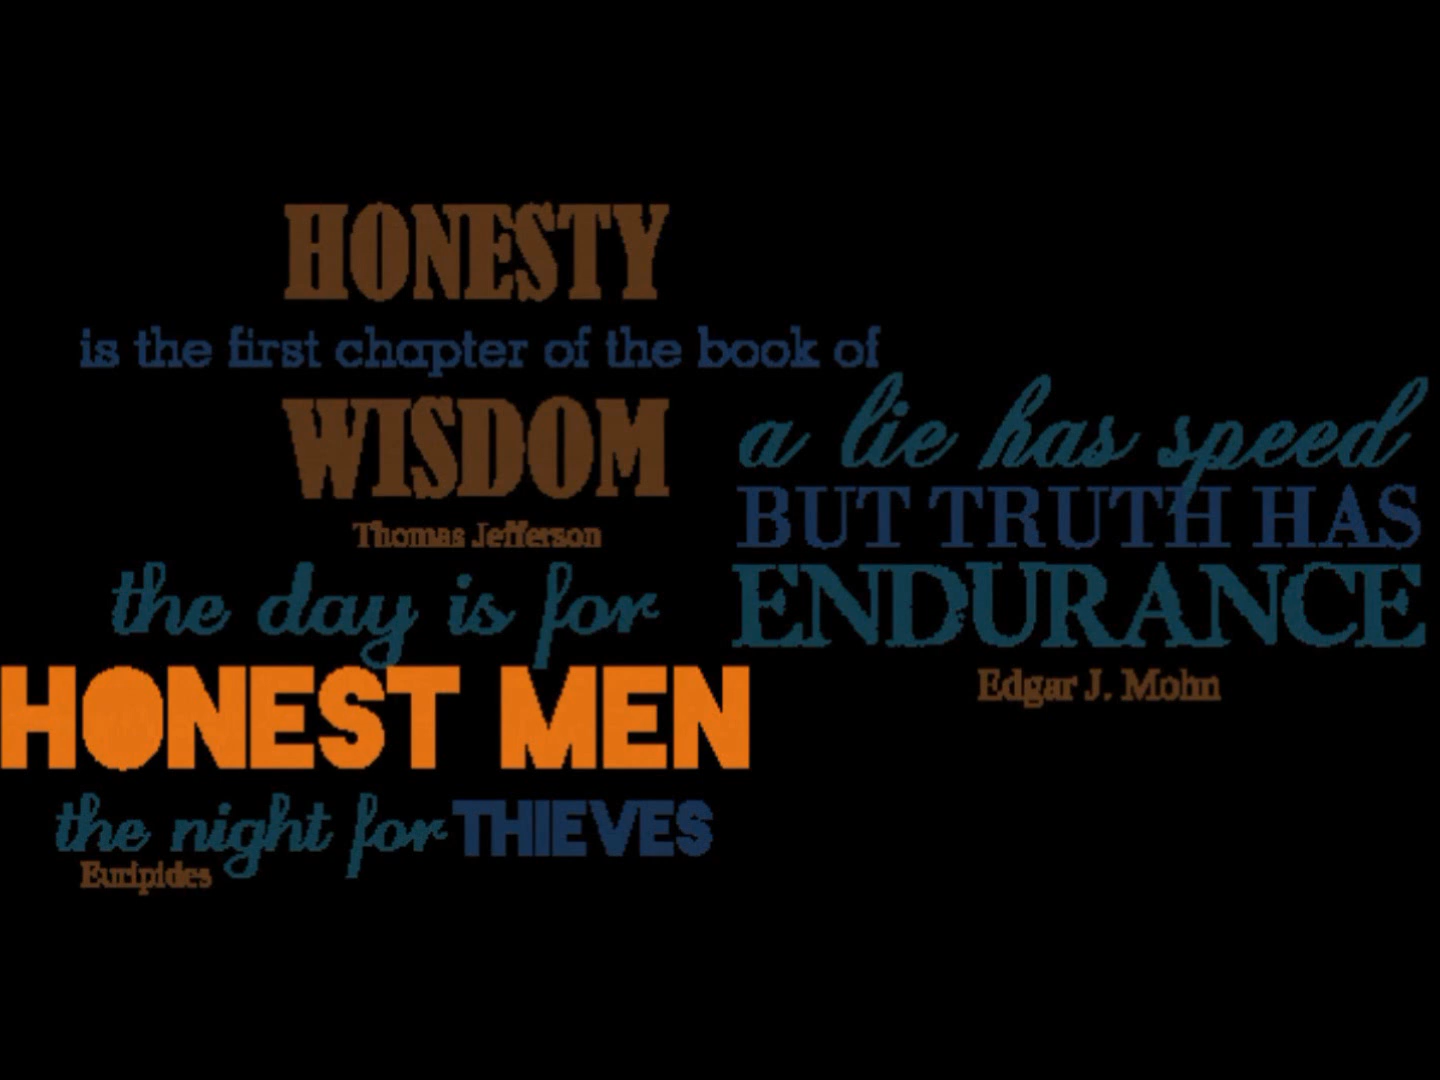 HONESTY
is the first chapter of the book of
WISDOM
Thomas Jefferson
a lie has speed
BUT TRUTH HAS
ENDURANCE
Edgar J. Mohn
the day is for
HONEST MEN
the night for THIEVES
Euripides